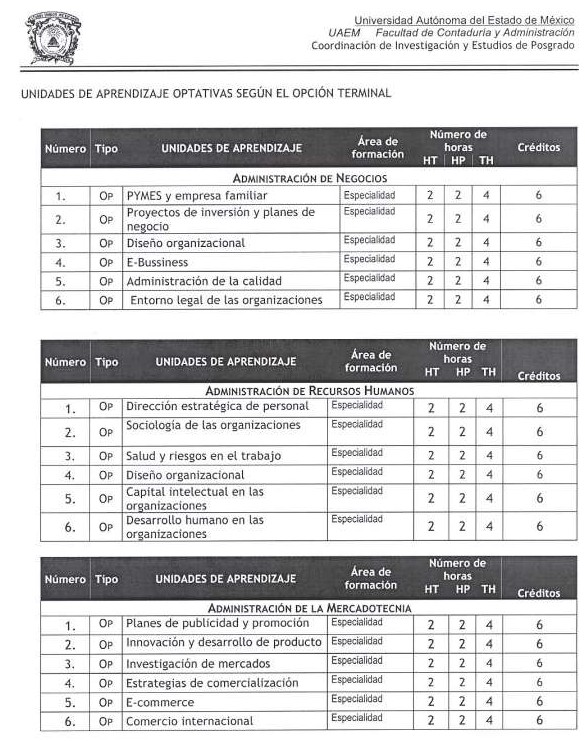 Universidad Autónoma del Estado de México
UAEM Facultad de Contaduría y Administración
Coordinación de Investigación y Estudios de Posgrado
UNIDADES DE APRENDIZAJE OPTATIVAS SEGÚN EL OPCIÓN TERMINAL
Número Tipo UNIDADES DE APRENDIZAJE Área de formación Número de horas HT HP TH Créditos
ADMINISTRACIÓN DE NEGOCIOS
1. OP PYMES y empresa familiar Especialidad 2 2 4 6
2. OP Proyectos de inversión y planes de negocio Especialidad 2 2 4 6
3. OP Diseño organizacional Especialidad 2 2 4 6
4. OP E-Bussiness Especialidad 2 2 4 6
5. OP Administración de la calidad Especialidad 2 2 4 6
6. OP Entorno legal de las organizaciones Especialidad 2 2 4 6
Número Tipo UNIDADES DE APRENDIZAJE Área de formación Número de horas HT HP TH Créditos
ADMINISTRACIÓN DE RECURSOS HUMANOS
1. OP Dirección estratégica de personal Especialidad 2 2 4 6
2. OP Sociología de las organizaciones Especialidad 2 2 4 6
3. OP Salud y riesgos en el trabajo Especialidad 2 2 4 6
4. OP Diseño organizacional Especialidad 2 2 4 6
5. OP Capital intelectual en las organizaciones Especialidad 2 2 4 6
6. OP Desarrollo humano en las organizaciones Especialidad 2 2 4 6
Número Tipo UNIDADES DE APRENDIZAJE Área de formación Número de horas HT HP TH Créditos
ADMINISTRACIÓN DE LA MERCADOTECNIA
1. OP Planes de publicidad y promoción Especialidad 2 2 4 6
2. OP Innovación y desarrollo de producto Especialidad 2 2 4 6
3. OP Investigación de mercados Especialidad 2 2 4 6
4. OP Estrategias de comercialización Especialidad 2 2 4 6
5. OP E-commerce Especialidad 2 2 4 6
6. OP Comercio internacional Especialidad 2 2 4 6